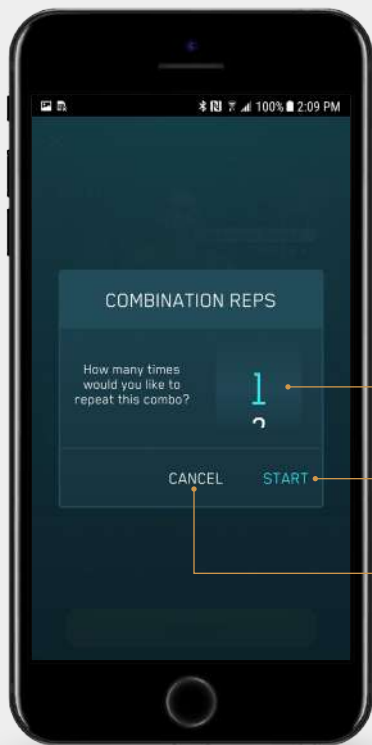 100% 2:09 PM
COMBINATION REPS
How many times
would you like to
repeat this combo?
1
CANCEL START